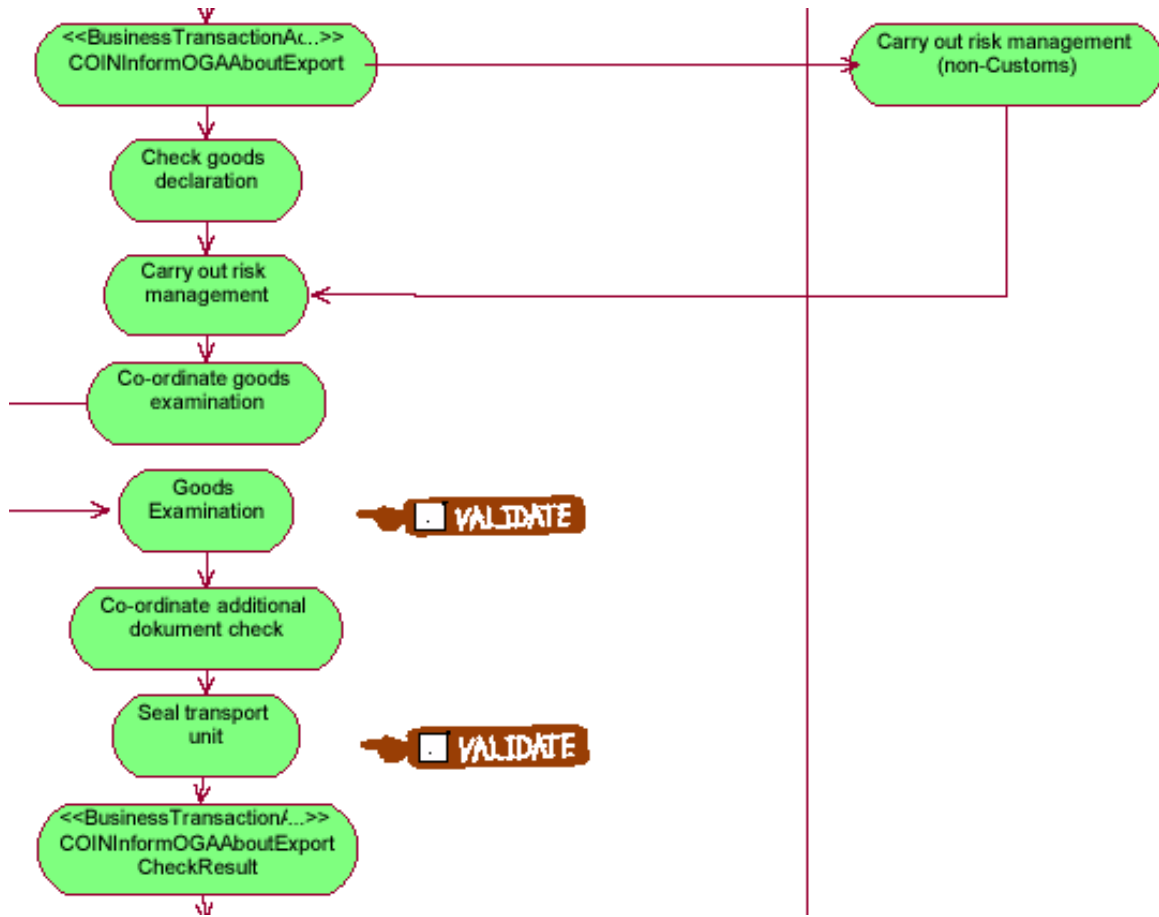 <<BusinessTransactionAc...>>
COINInformOGAAboutExport
Carry out risk management
(non-Customs)
Check goods
declaration
Carry out risk
management
Co-ordinate goods
examination
Goods
Examination
VALIDATE
Co-ordinate additional
dokument check
Seal transport
unit
VALIDATE
<<BusinessTransactionA...>>
COINInformOGAAboutExport
CheckResult